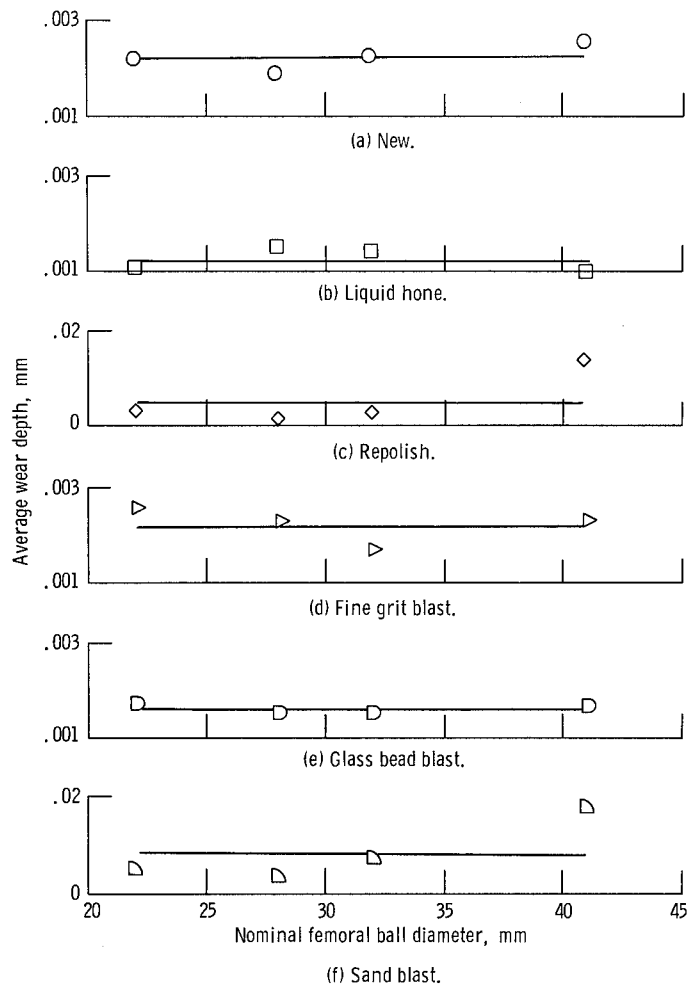 .003
.001
(a) New.
.003
.001
(b) Liquid hone.
.02
0
(c) Repolish.
Average wear depth, mm
.003
.001
(d) Fine grit blast.
.003
.001
(e) Glass bead blast.
.02
0
20 25 30 35 40 45
Nominal femoral ball diameter, mm
(f) Sand blast.